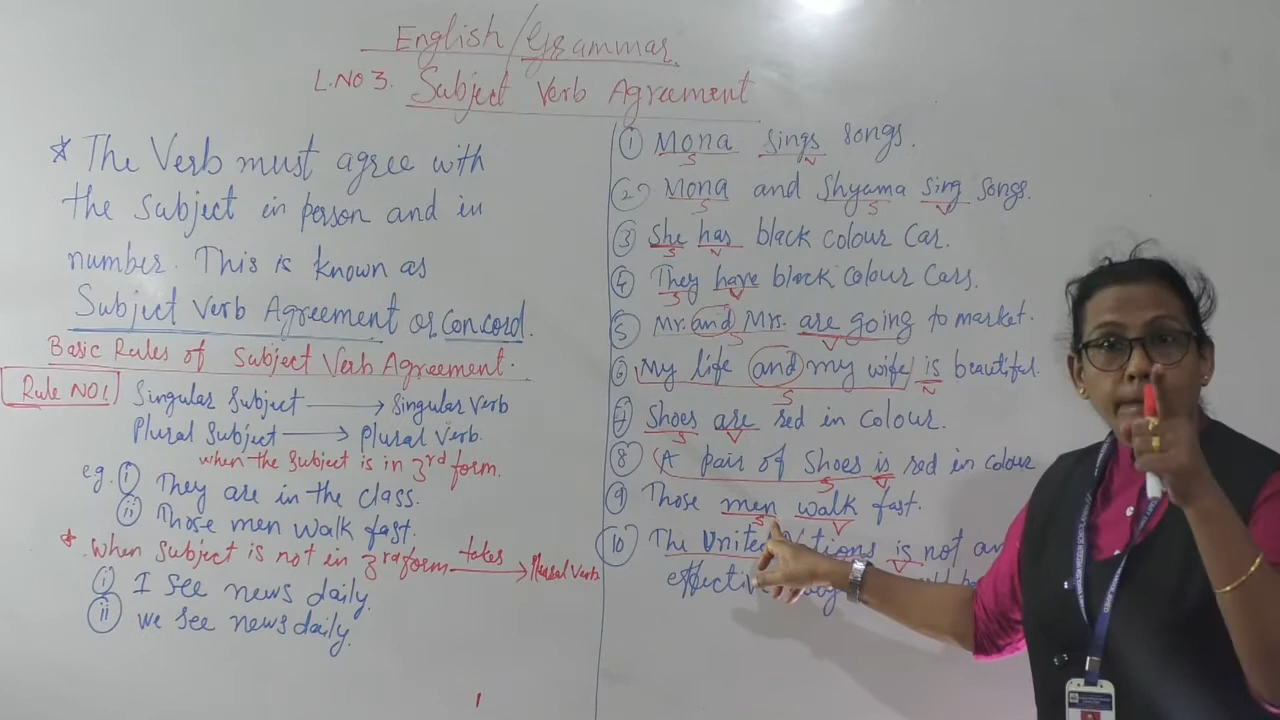 English/Grammar
L.NO 3. Subject Verb Agreement
* The Verb must agree with
the subject in person and in
number. This is known as
Subject Verb Agreement or Concord.
Basic Rules of Subject Verb Agreement.
Rule NO1 Singular Subject → Singular Verb
Plural Subject → Plural Verb.
when the subject is in 3rd form.
eg. i They are in the class.
ii Those men walk fast.
* When Subject is not in 3rd form takes → Plural Verb
i I see news daily.
ii we see news daily.
1 Mona sings songs.
S V
2 Mona and Shyama sing songs.
S S V
3 She has black colour Car.
S V
4 They have black colour Cars.
S V
5 Mr. and Mrs. are going to market.
S V
6 My life and my wife is beautiful.
S V
7 Shoes are red in colour.
S V
8 A pair of shoes is red in colour
S V
9 Those men walk fast.
S V
10 The United is not
V